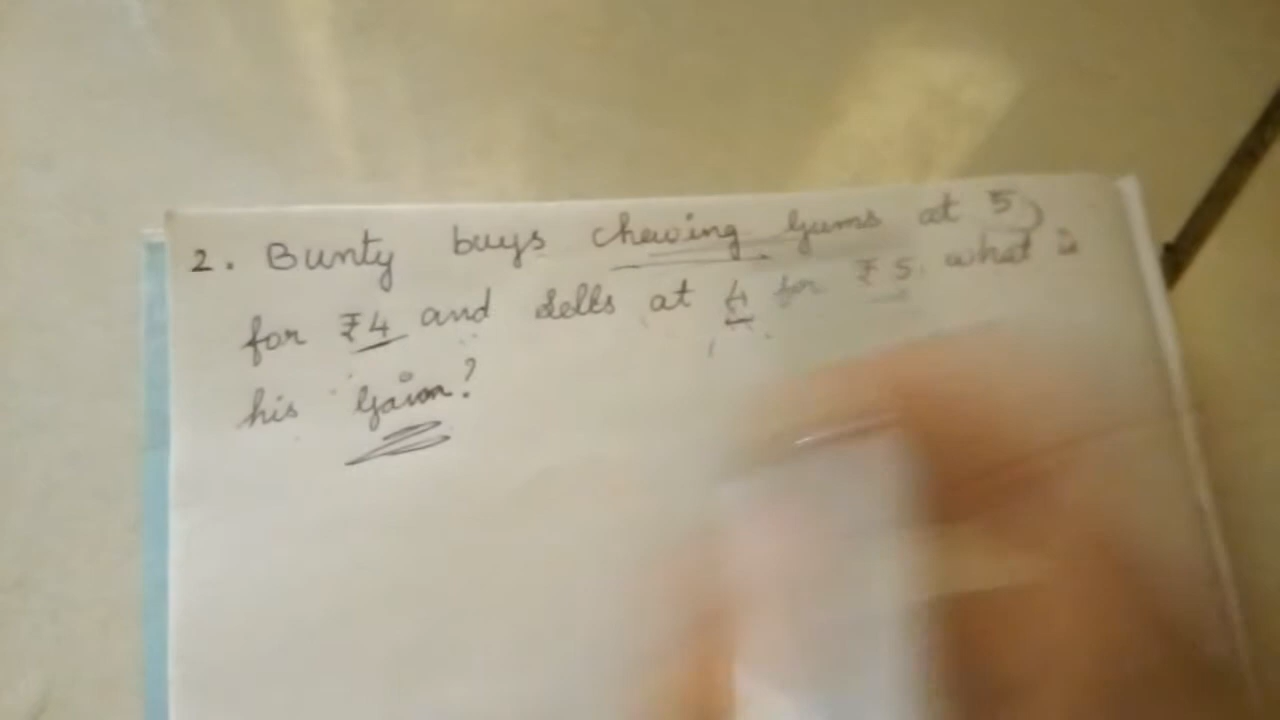 2. Bunty buys chewing gums at 5
for ₹4 and sells at 4 for ₹5. what is
his Gain?